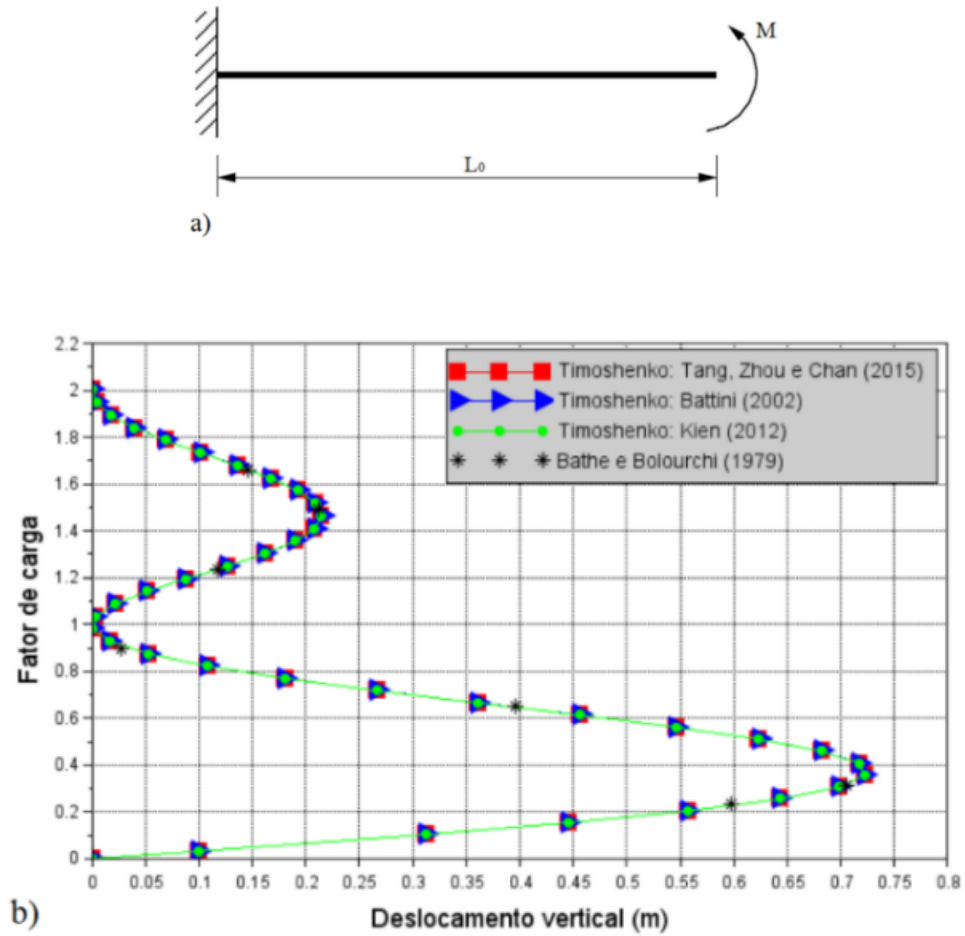 M
L₀
a)
2.2
2
1.8
1.6
1.4
1.2
1
0.8
0.6
0.4
0.2
0
Fator de carga
Timoshenko: Tang, Zhou e Chan (2015)
Timoshenko: Battini (2002)
Timoshenko: Kien (2012)
Bathe e Bolourchi (1979)
0 0.05 0.1 0.15 0.2 0.25 0.3 0.35 0.4 0.45 0.5 0.55 0.6 0.65 0.7 0.75 0.8
b)
Deslocamento vertical (m)